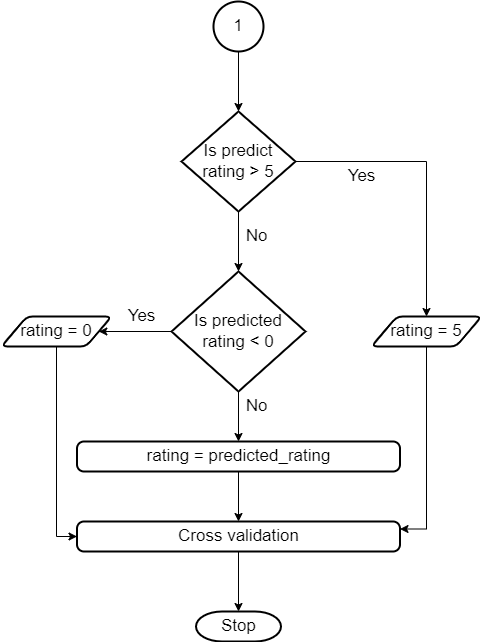 1
Is predict
rating > 5
Yes
No
Is predicted
rating < 0
Yes
rating = 0
rating = 5
No
rating = predicted_rating
Cross validation
Stop